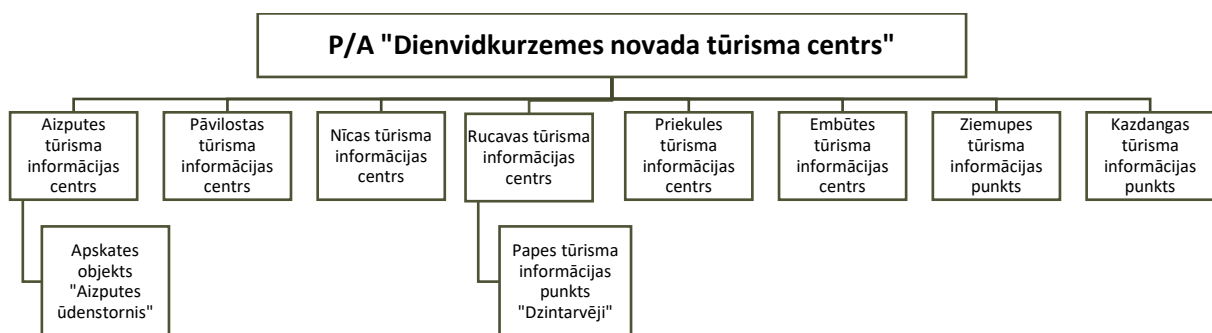 P/A "Dienvidkurzemes novada tūrisma centrs"
Aizputes
tūrisma
informācijas
centrs
Pāvilostas
tūrisma
informācijas
centrs
Nīcas tūrisma
informācijas
centrs
Rucavas tūrisma
informācijas
centrs
Priekules
tūrisma
informācijas
centrs
Embūtes
tūrisma
informācijas
centrs
Ziemupes
tūrisma
informācijas
punkts
Kazdangas
tūrisma
informācijas
punkts
Apskates
objekts
"Aizputes
ūdenstornis"
Papes tūrisma
informācijas
punkts
"Dzintarvēji"